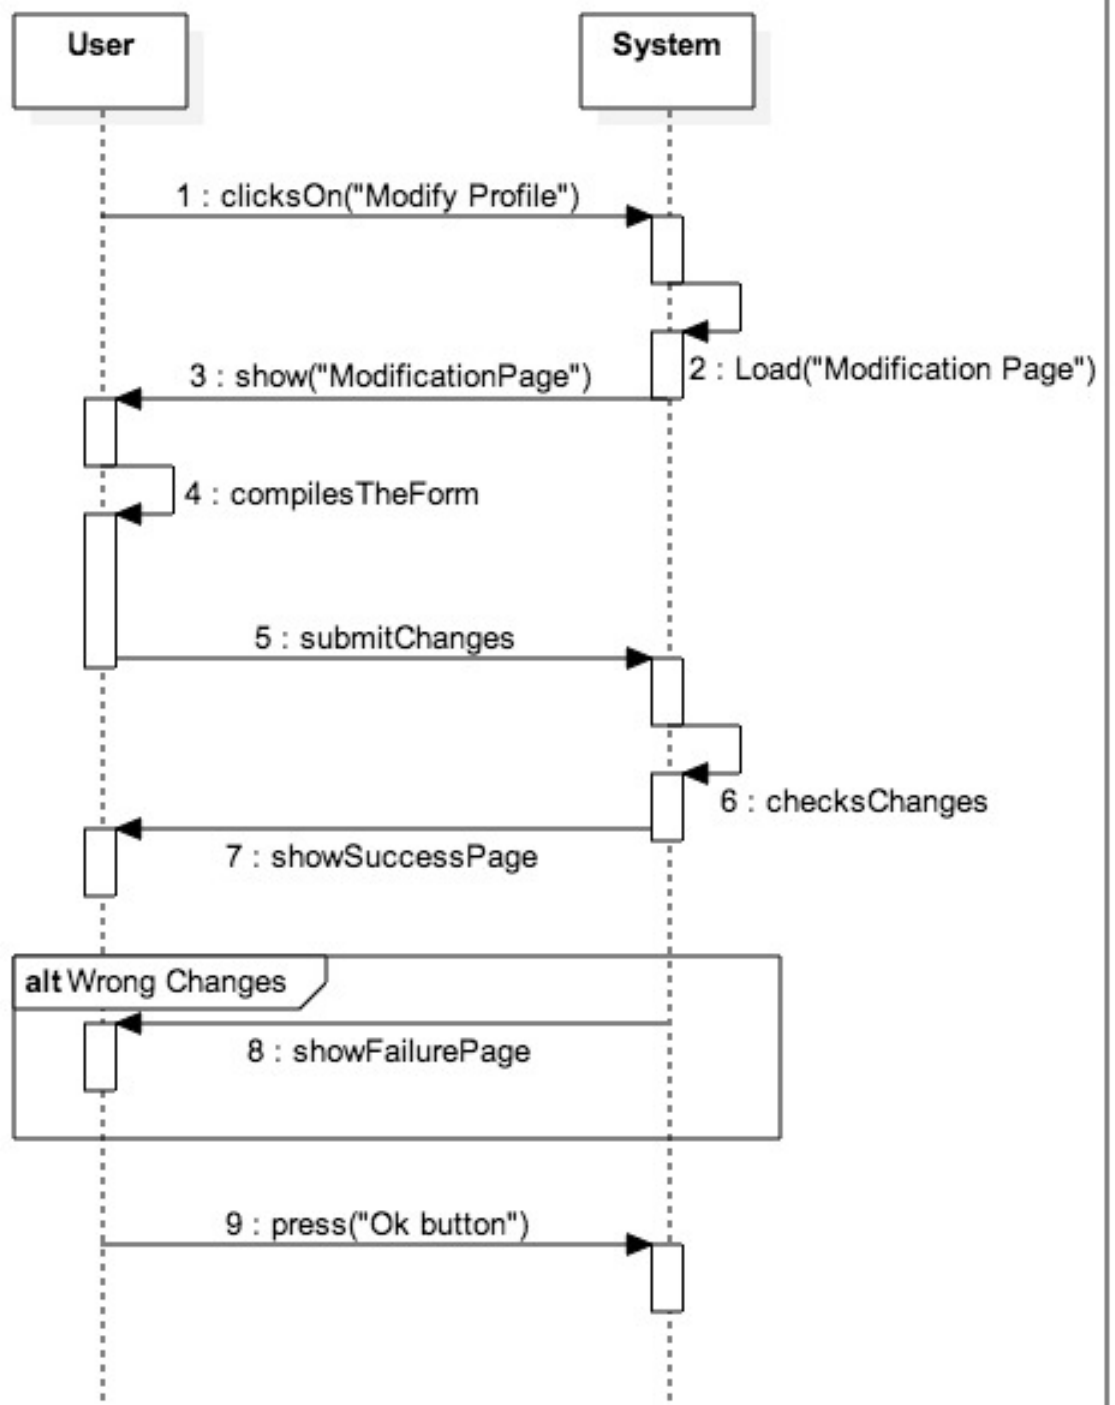 User
System
1 : clicksOn("Modify Profile")
2 : Load("Modification Page")
3 : show("ModificationPage")
4 : compilesTheForm
5 : submitChanges
6 : checksChanges
7 : showSuccessPage
alt Wrong Changes
8 : showFailurePage
9 : press("Ok button")